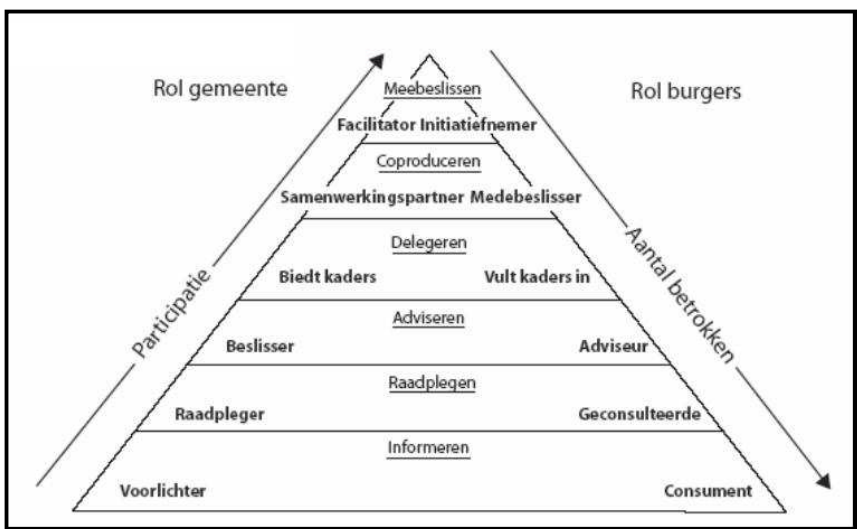 Rol gemeente
Rol burgers
Participatie
Aantal betrokken
Meebeslissen
Facilitator Initiatiefnemer
Coproduceren
Samenwerkingspartner Medebeslisser
Delegeren
Biedt kaders Vult kaders in
Adviseren
Beslisser Adviseur
Raadplegen
Raadpleger Geconsulteerde
Informeren
Voorlichter Consument